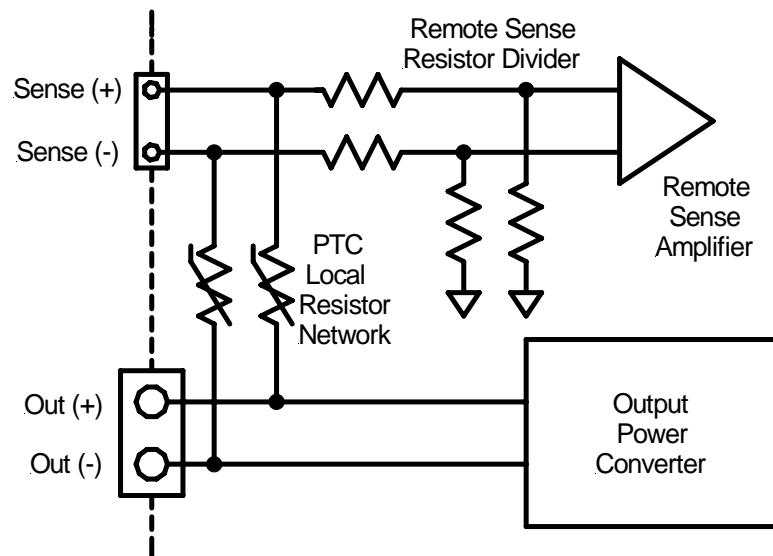 Remote Sense
Resistor Divider
Sense (+)
Sense (-)
Remote
Sense
Amplifier
PTC
Local
Resistor
Network
Out (+)
Out (-)
Output
Power
Converter